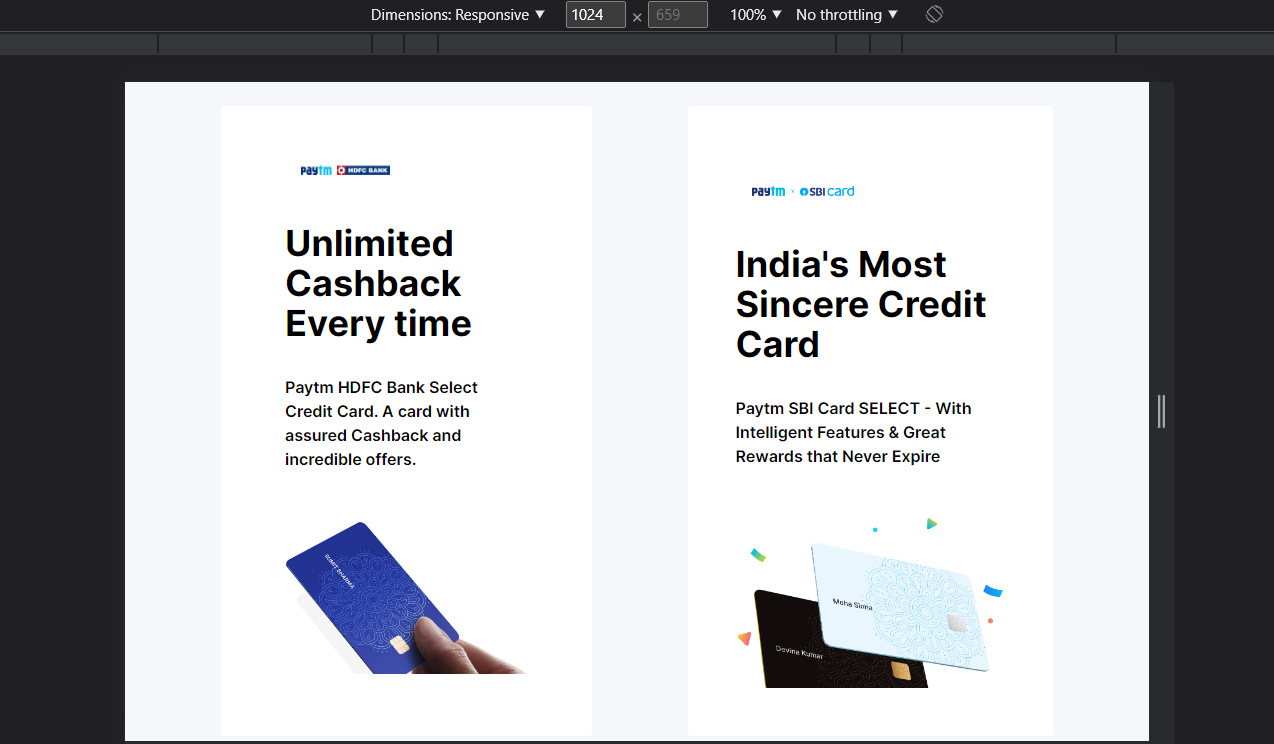 Dimensions: Responsive ▼ 1024 × 659 100% ▼ No throttling ▼
paytm HDFC BANK
Unlimited
Cashback
Every time
Paytm HDFC Bank Select
Credit Card. A card with
assured Cashback and
incredible offers.
SUMIT SHARMA
paytm × SBI card
India's Most
Sincere Credit
Card
Paytm SBI Card SELECT - With
Intelligent Features & Great
Rewards that Never Expire
Meha Sirna
Devina Kumar